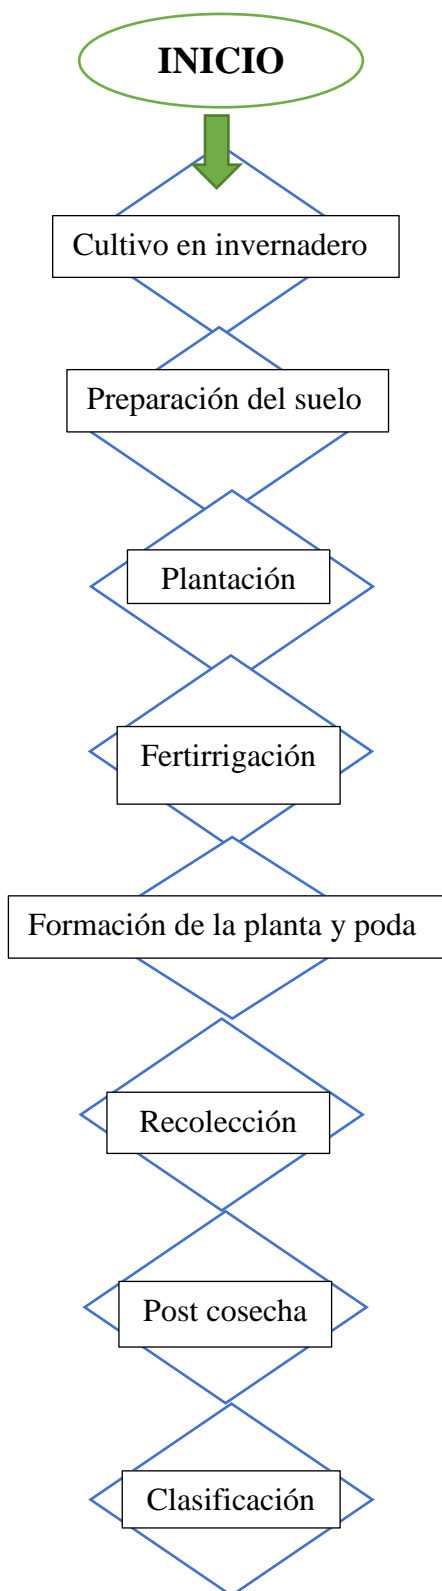 INICIO
Cultivo en invernadero
Preparación del suelo
Plantación
Fertirrigación
Formación de la planta y poda
Recolección
Post cosecha
Clasificación